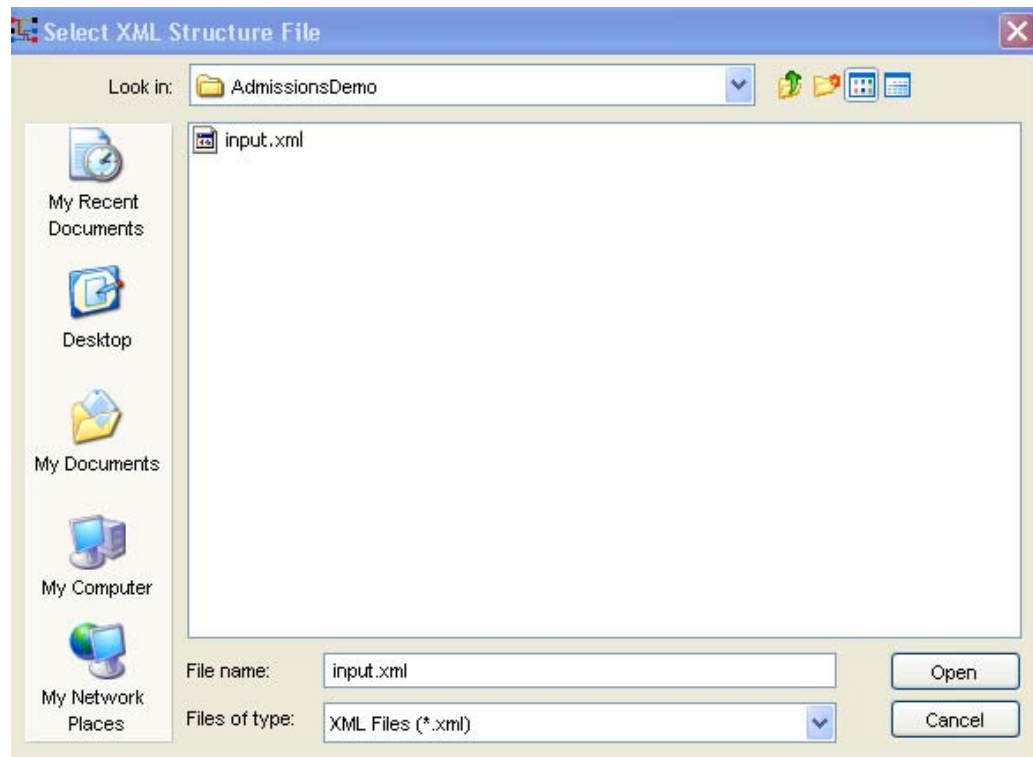 Select XML Structure File
Look in:
AdmissionsDemo
input.xml
My Recent
Documents
Desktop
My Documents
My Computer
My Network
Places
File name:
input.xml
Open
Files of type:
XML Files (*.xml)
Cancel